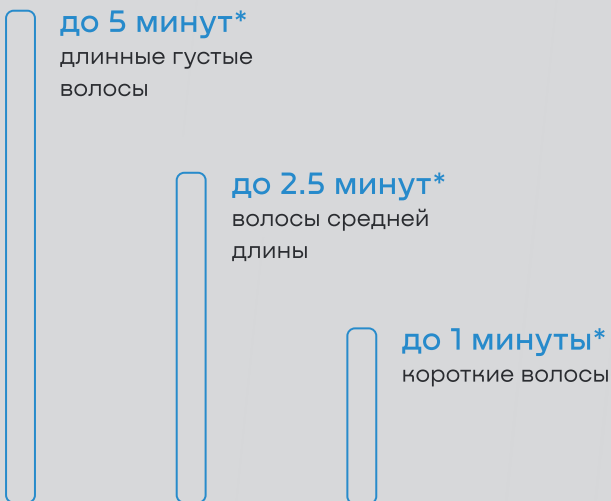 до 5 минут*
длинные густые
волосы
до 2.5 минут*
волосы средней
длины
до 1 минуты*
короткие волосы